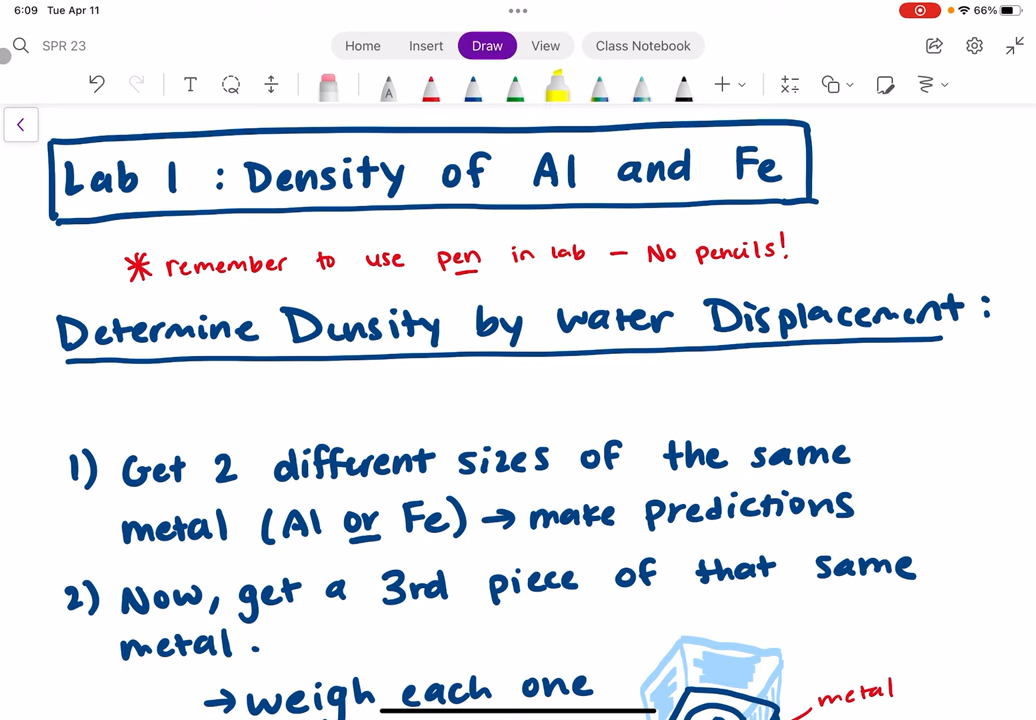 6:09 Tue Apr 11
66%
SPR 23
Home Insert Draw View Class Notebook
T
A
Lab 1 : Density of Al and Fe
* remember to use pen in lab – No pencils!
Determine Density by Water Displacement :
1) Get 2 different sizes of the same
metal (Al or Fe) → make predictions
2) Now, get a 3rd piece of that same
metal.
→ weigh each one
metal